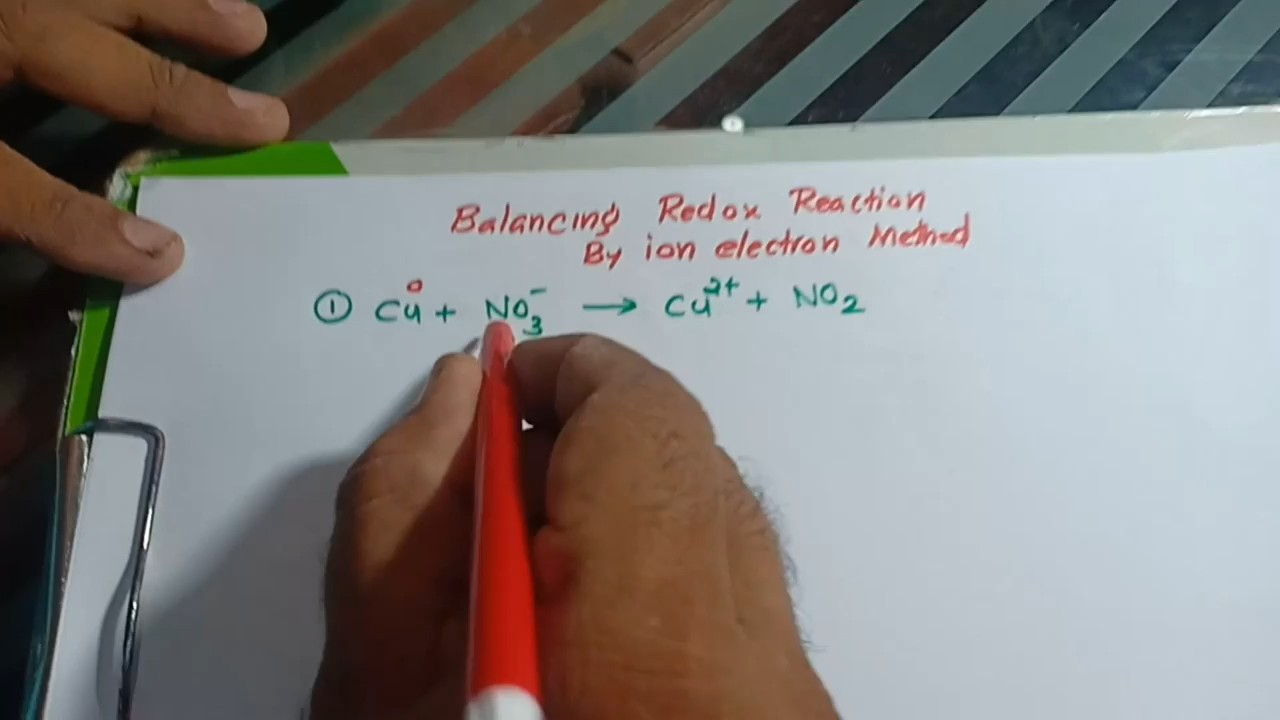 Balancing Redox Reaction
By ion electron Method
① Cu⁰ + NO₃⁻ → Cu²⁺ + NO₂